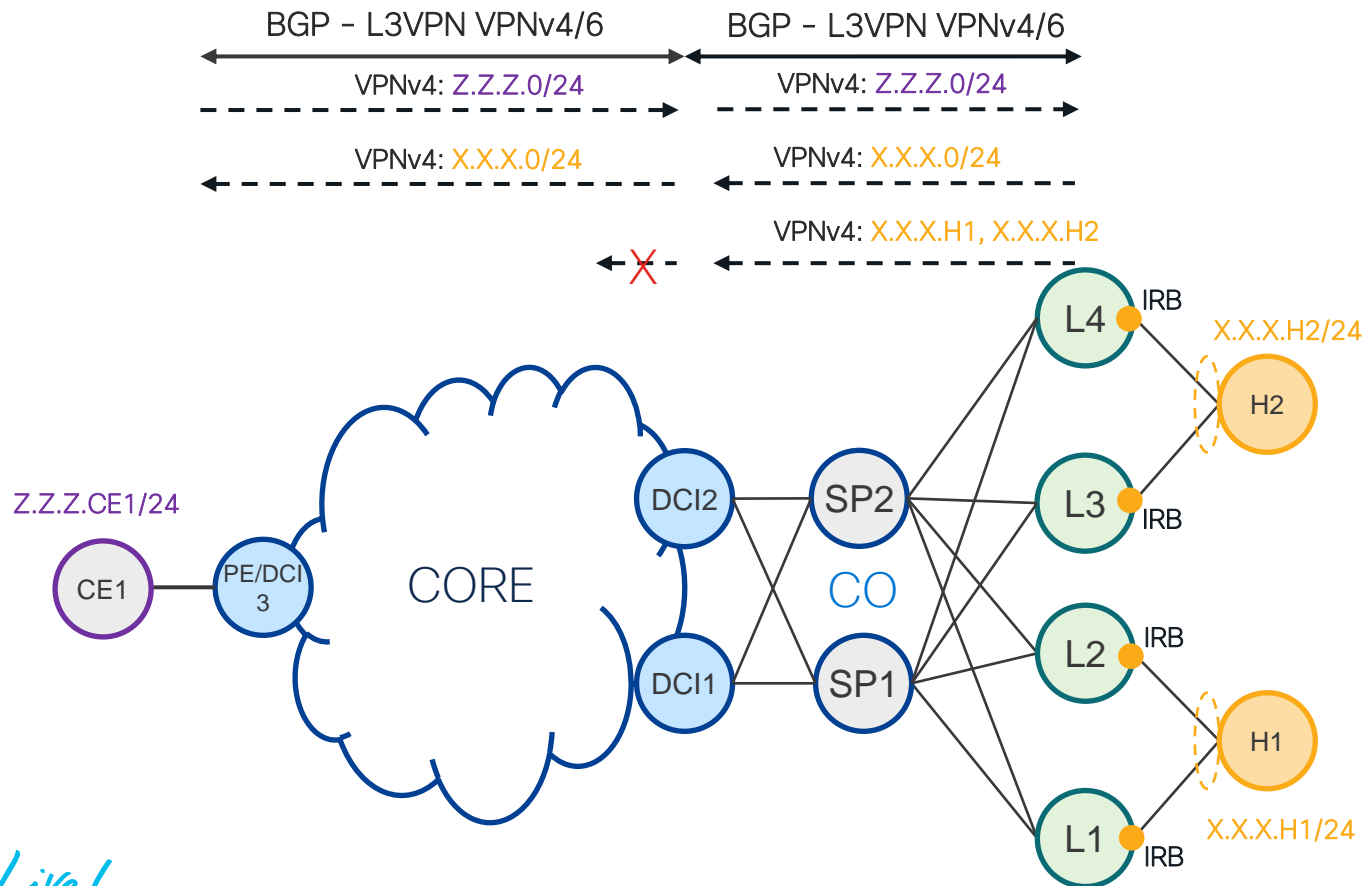 BGP - L3VPN VPNv4/6
BGP - L3VPN VPNv4/6
VPNv4: Z.Z.Z.0/24
VPNv4: Z.Z.Z.0/24
VPNv4: X.X.X.0/24
VPNv4: X.X.X.0/24
VPNv4: X.X.X.H1, X.X.X.H2
X
L4
IRB
X.X.X.H2/24
H2
Z.Z.Z.CE1/24
DCI2
SP2
L3
IRB
CE1
PE/DCI
3
CORE
CO
L2
IRB
DCI1
SP1
H1
L1
IRB
X.X.X.H1/24
Live!